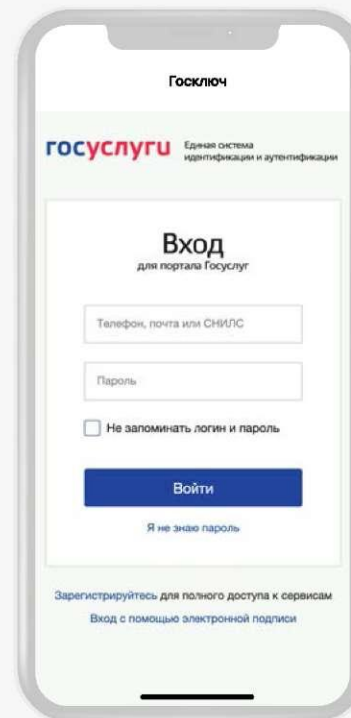 Госключ
госуслуги
Единая система
идентификации и аутентификации
Вход
для портала Госуслуг
Телефон, почта или СНИЛС
Пароль
Не запоминать логин и пароль
Войти
Я не знаю пароль
Зарегистрируйтесь для полного доступа к сервисам
Вход с помощью электронной подписи